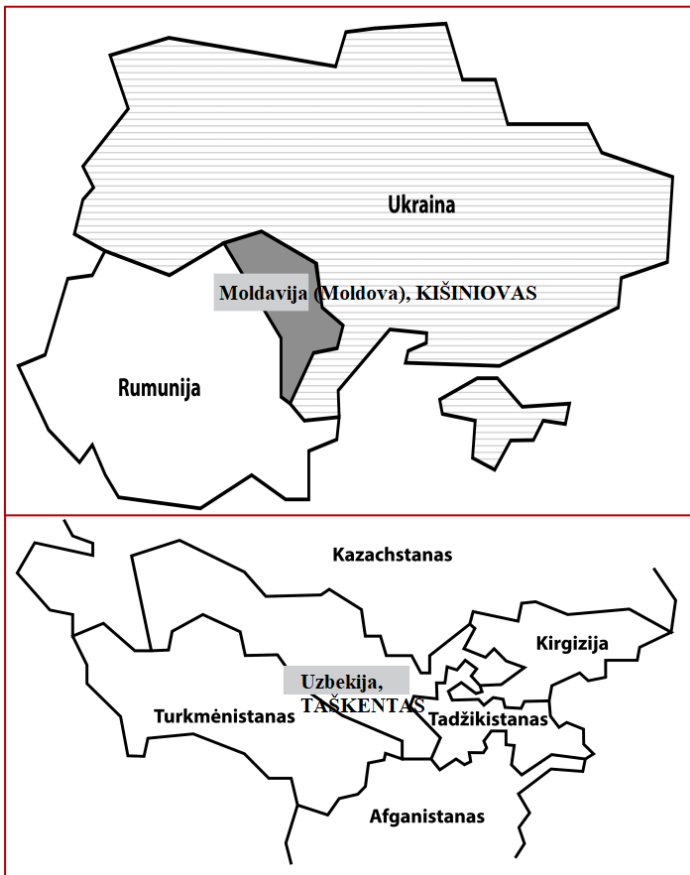 Ukraina
Moldavija (Moldova), KIŠINIOVAS
Rumunija
Kazachstanas
Kirgizija
Uzbekija,
TAŠKENTAS
Turkmėnistanas
Tadžikistanas
Afganistanas